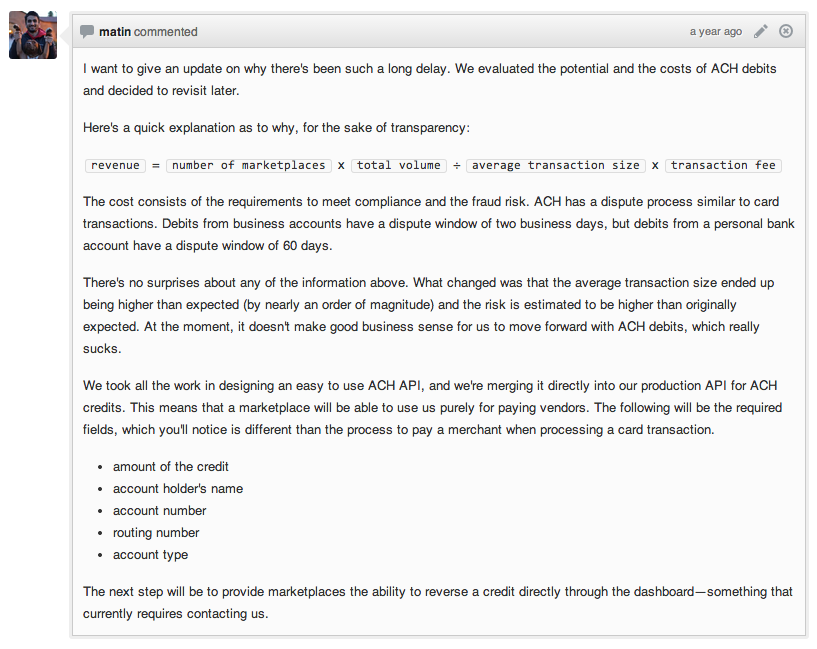 matin commented
a year ago
I want to give an update on why there's been such a long delay. We evaluated the potential and the costs of ACH debits
and decided to revisit later.
Here's a quick explanation as to why, for the sake of transparency:
revenue = number of marketplaces x total volume ÷ average transaction size x transaction fee
The cost consists of the requirements to meet compliance and the fraud risk. ACH has a dispute process similar to card
transactions. Debits from business accounts have a dispute window of two business days, but debits from a personal bank
account have a dispute window of 60 days.
There's no surprises about any of the information above. What changed was that the average transaction size ended up
being higher than expected (by nearly an order of magnitude) and the risk is estimated to be higher than originally
expected. At the moment, it doesn't make good business sense for us to move forward with ACH debits, which really
sucks.
We took all the work in designing an easy to use ACH API, and we're merging it directly into our production API for ACH
credits. This means that a marketplace will be able to use us purely for paying vendors. The following will be the required
fields, which you'll notice is different than the process to pay a merchant when processing a card transaction.
• amount of the credit
• account holder's name
• account number
• routing number
• account type
The next step will be to provide marketplaces the ability to reverse a credit directly through the dashboard—something that
currently requires contacting us.